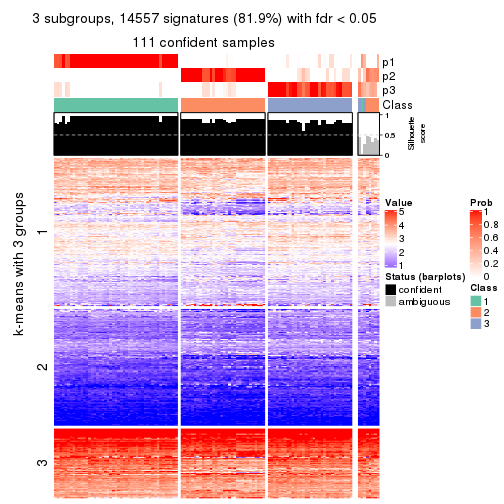 3 subgroups, 14557 signatures (81.9%) with fdr < 0.05
111 confident samples
p1
p2
p3
Class
1
0.5
0
Silhouette
score
k-means with 3 groups
1
2
3
Value
5
4
3
2
1
Status (barplots)
confident
ambiguous
Prob
1
0.8
0.6
0.4
0.2
0
Class
1
2
3